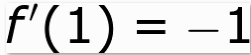 f′(1) = −1